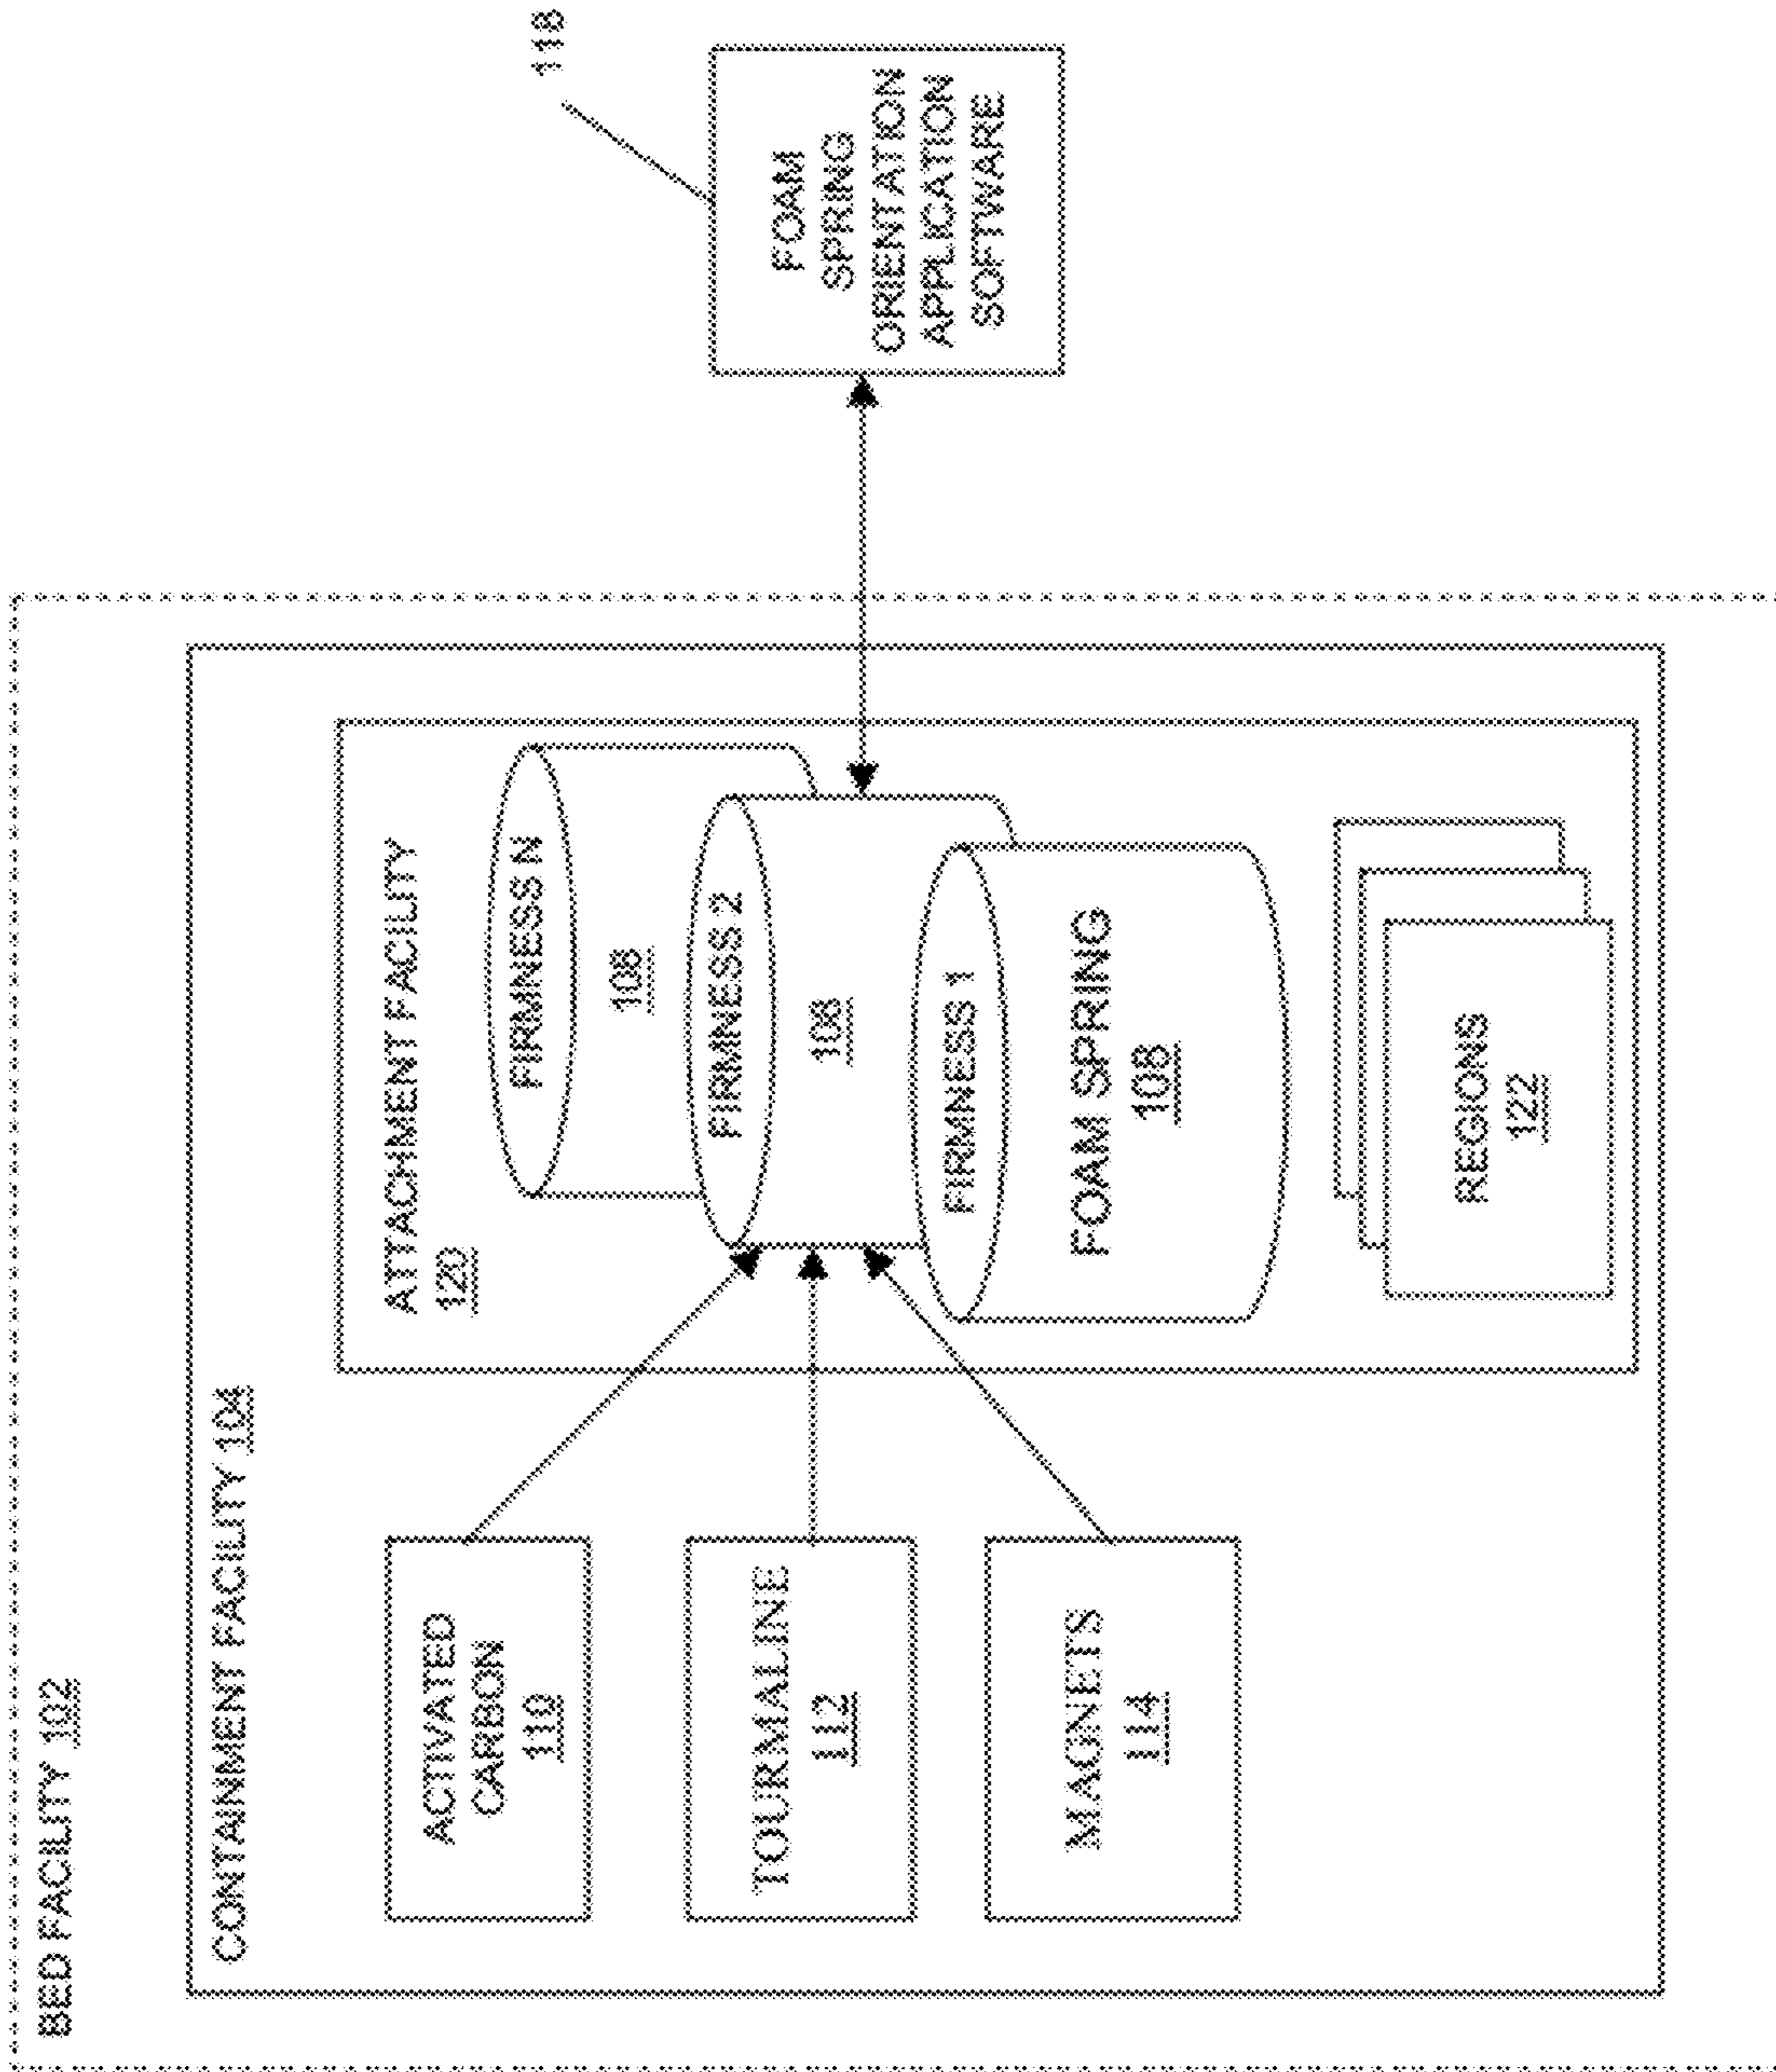 BED FACILITY 102
CONTAINMENT FACILITY 104
ACTIVATED
CARBON
110
TOURMALINE
112
MAGNETS
114
ATTACHMENT FACILITY
120
FIRMNESS N
108
FIRMNESS 2
108
FIRMNESS 1
FOAM SPRING
108
REGIONS
122
118
FOAM
SPRING
ORIENTATION
APPLICATION
SOFTWARE